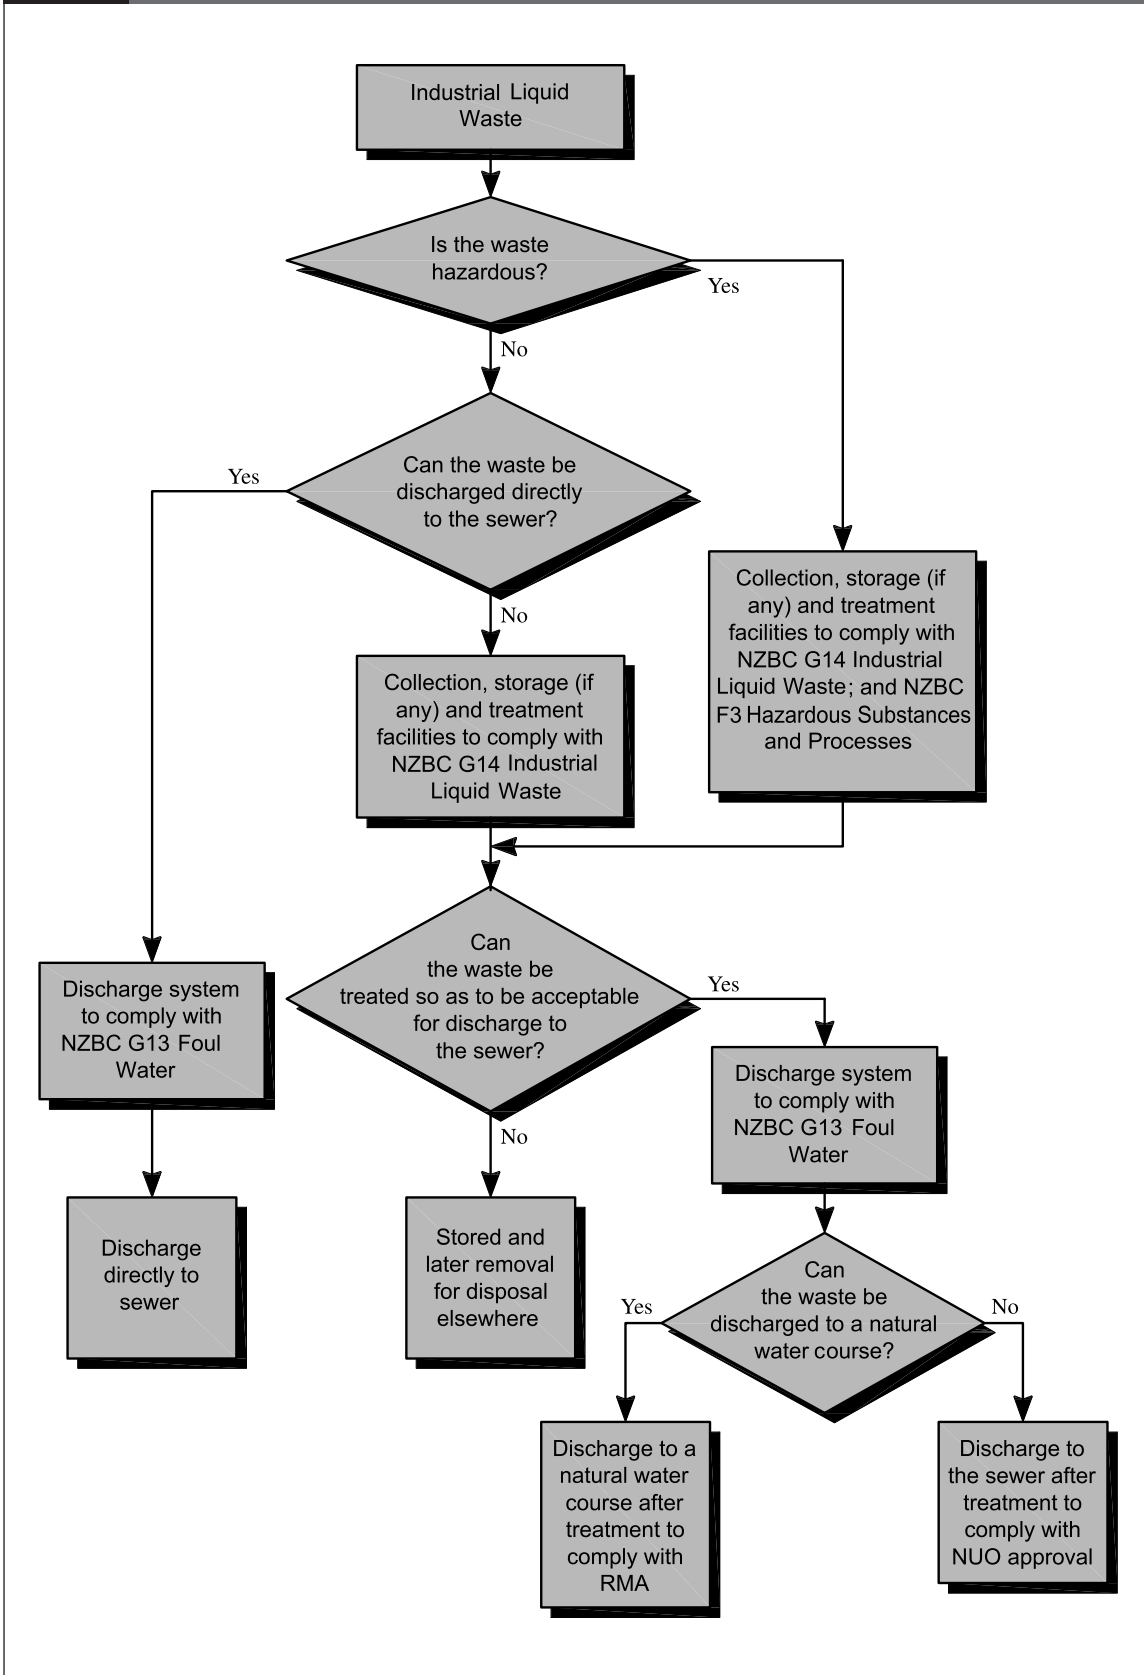 Industrial Liquid
Waste
Is the waste
hazardous?
Yes
No
Can the waste be
discharged directly
to the sewer?
Yes
No
Collection, storage (if
any) and treatment
facilities to comply with
NZBC G14 Industrial
Liquid Waste; and NZBC
F3 Hazardous Substances
and Processes
Collection, storage (if
any) and treatment
facilities to comply with
NZBC G14 Industrial
Liquid Waste
Can
the waste be
treated so as to be acceptable
for discharge to
the sewer?
Yes
No
Discharge system
to comply with
NZBC G13 Foul
Water
Discharge system
to comply with
NZBC G13 Foul
Water
Discharge
directly to
sewer
Stored and
later removal
for disposal
elsewhere
Can
the waste be
discharged to a natural
water course?
Yes
No
Discharge to a
natural water
course after
treatment to
comply with
RMA
Discharge to
the sewer after
treatment to
comply with
NUO approval